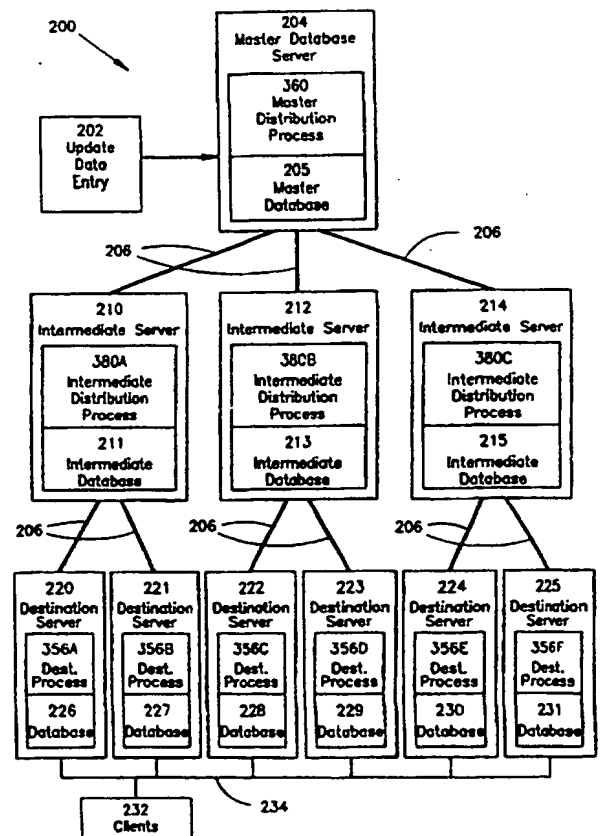 200
204
Master Database
Server
360
Master
Distribution
Process
205
Master
Database
202
Update
Data
Entry
206
206
210
Intermediate Server
380A
Intermediate
Distribution
Process
211
Intermediate
Database
212
Intermediate Server
380B
Intermediate
Distribution
Process
213
Intermediate
Database
214
Intermediate Server
380C
Intermediate
Distribution
Process
215
Intermediate
Database
206
206
206
220
Destination
Server
356A
Dest.
Process
226
Database
221
Destination
Server
356B
Dest.
Process
227
Database
222
Destination
Server
356C
Dest.
Process
228
Database
223
Destination
Server
356D
Dest.
Process
229
Database
224
Destination
Server
356E
Dest.
Process
230
Database
225
Destination
Server
356F
Dest.
Process
231
Database
232
Clients
234